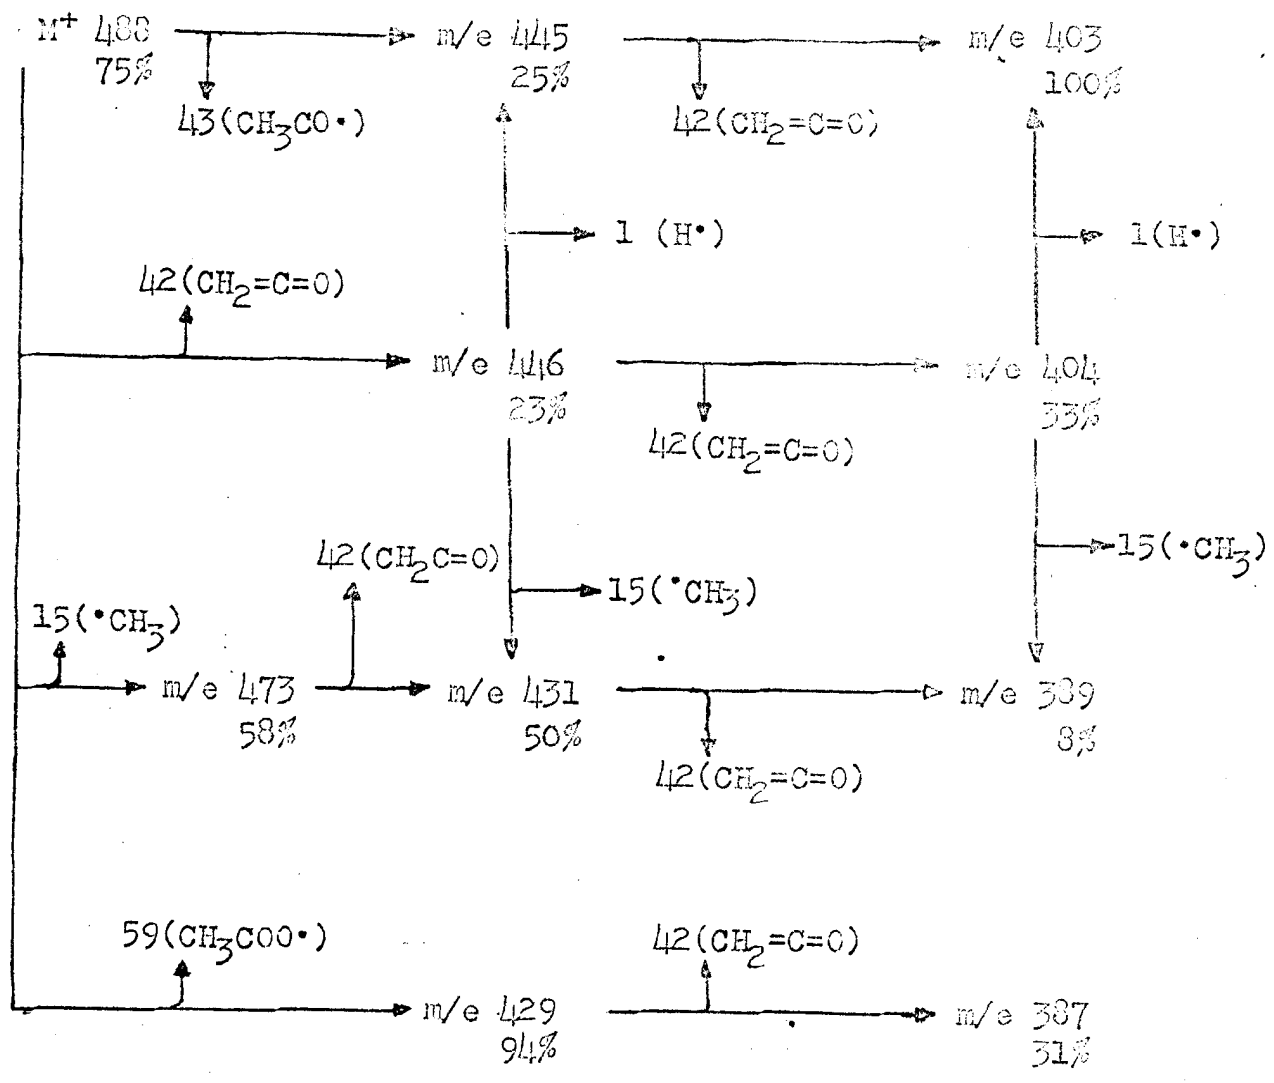 M+ 488 m/e 445 m/e 403
75% 25% 100%
43(CH3CO•) 42(CH2=C=O)
1 (H•) 1(H•)
42(CH2=C=O)
m/e 446 m/e 404
23% 33%
42(CH2=C=O)
42(CH2C=O) 15(•CH3)
15(•CH3) 15(•CH3)
m/e 473 m/e 431 m/e 389
58% 50% 8%
42(CH2=C=O)
59(CH3COO•) 42(CH2=C=O)
m/e 429 m/e 387
94% 31%